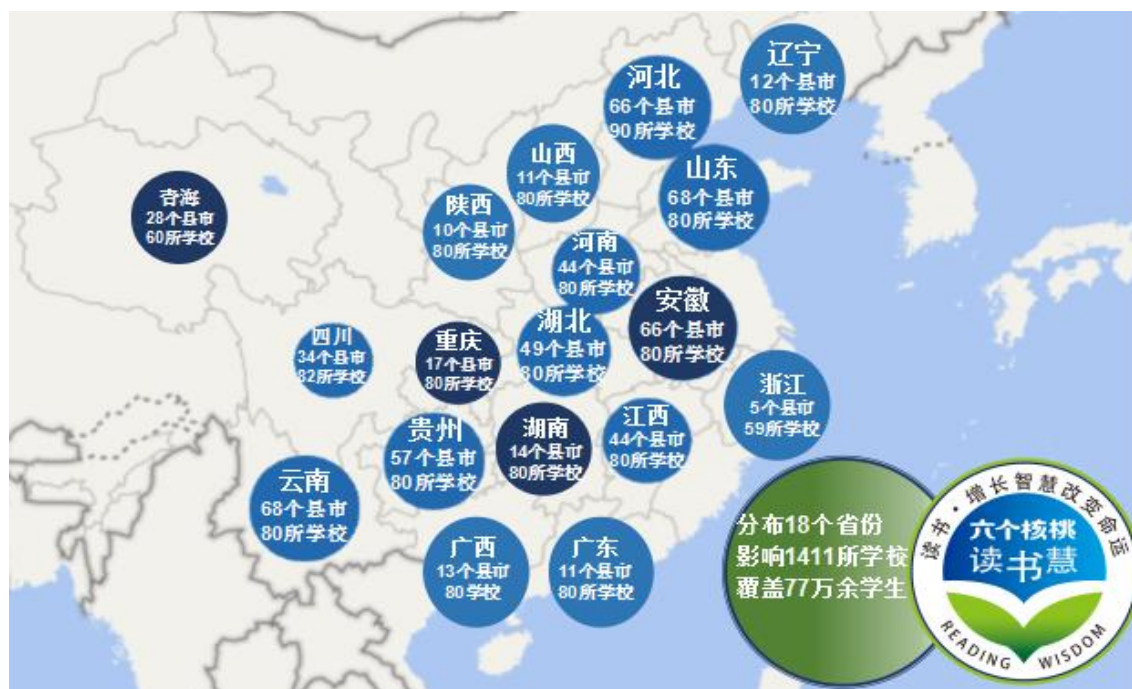 辽宁
12个县市
80所学校
河北
66个县市
90所学校
山西
11个县市
80所学校
山东
68个县市
80所学校
青海
28个县市
60所学校
陕西
10个县市
80所学校
河南
44个县市
80所学校
安徽
66个县市
80所学校
湖北
49个县市
80所学校
四川
34个县市
82所学校
重庆
17个县市
80所学校
浙江
5个县市
59所学校
江西
44个县市
80所学校
湖南
14个县市
80所学校
贵州
57个县市
80所学校
云南
68个县市
80所学校
广西
13个县市
80学校
广东
11个县市
80所学校
分布18个省份
影响1411所学校
覆盖77万余学生
读书·增长智慧改变命运
六个核桃
读书慧
READING WISDOM